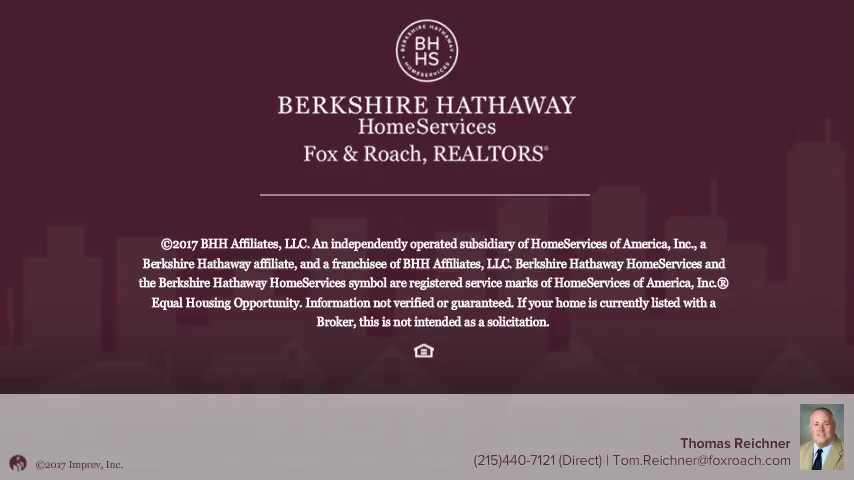 BERKSHIRE HATHAWAY
HOMESERVICES
BH
HS
BERKSHIRE HATHAWAY
HomeServices
Fox & Roach, REALTORS®
©2017 BHH Affiliates, LLC. An independently operated subsidiary of HomeServices of America, Inc., a
Berkshire Hathaway affiliate, and a franchisee of BHH Affiliates, LLC. Berkshire Hathaway HomeServices and
the Berkshire Hathaway HomeServices symbol are registered service marks of HomeServices of America, Inc.®
Equal Housing Opportunity. Information not verified or guaranteed. If your home is currently listed with a
Broker, this is not intended as a solicitation.
Thomas Reichner
(215)440-7121 (Direct) | Tom.Reichner@foxroach.com
©2017 Imprev, Inc.